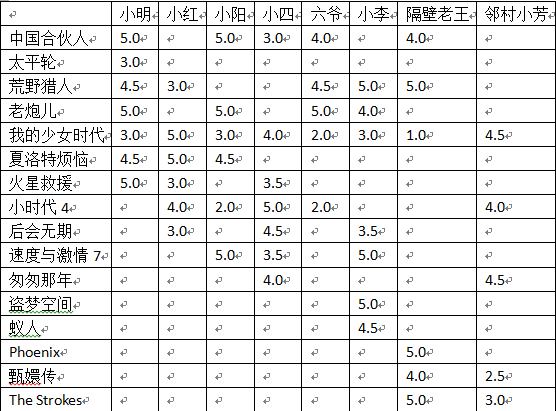 小明 小红 小阳 小四 六爷 小李 隔壁老王 邻村小芳
中国合伙人 5.0 5.0 3.0 4.0 4.0
太平轮 3.0
荒野猎人 4.5 3.0 4.5 5.0 5.0
老炮儿 5.0 5.0 5.0 4.0
我的少女时代 3.0 5.0 3.0 4.0 2.0 3.0 1.0 4.5
夏洛特烦恼 4.5 5.0 4.5
火星救援 5.0 3.0 3.5
小时代 4 4.0 2.0 5.0 2.0 4.0
后会无期 3.0 4.5 3.5
速度与激情 7 5.0 3.5 5.0
匆匆那年 4.0 4.5
盗梦空间 5.0
蚁人 4.5
Phoenix 5.0
甄嬛传 4.0 2.5
The Strokes 5.0 3.0